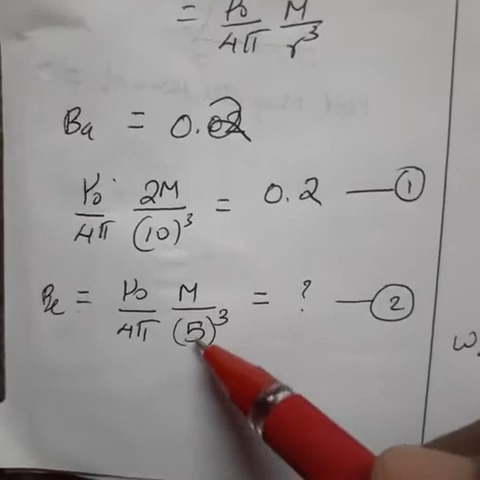 = μ₀/4π M/r³
Ba = 0.02
μ₀/4π 2M/(10)³ = 0.2 — ①
Be = μ₀/4π M/(5)³ = ? — ②